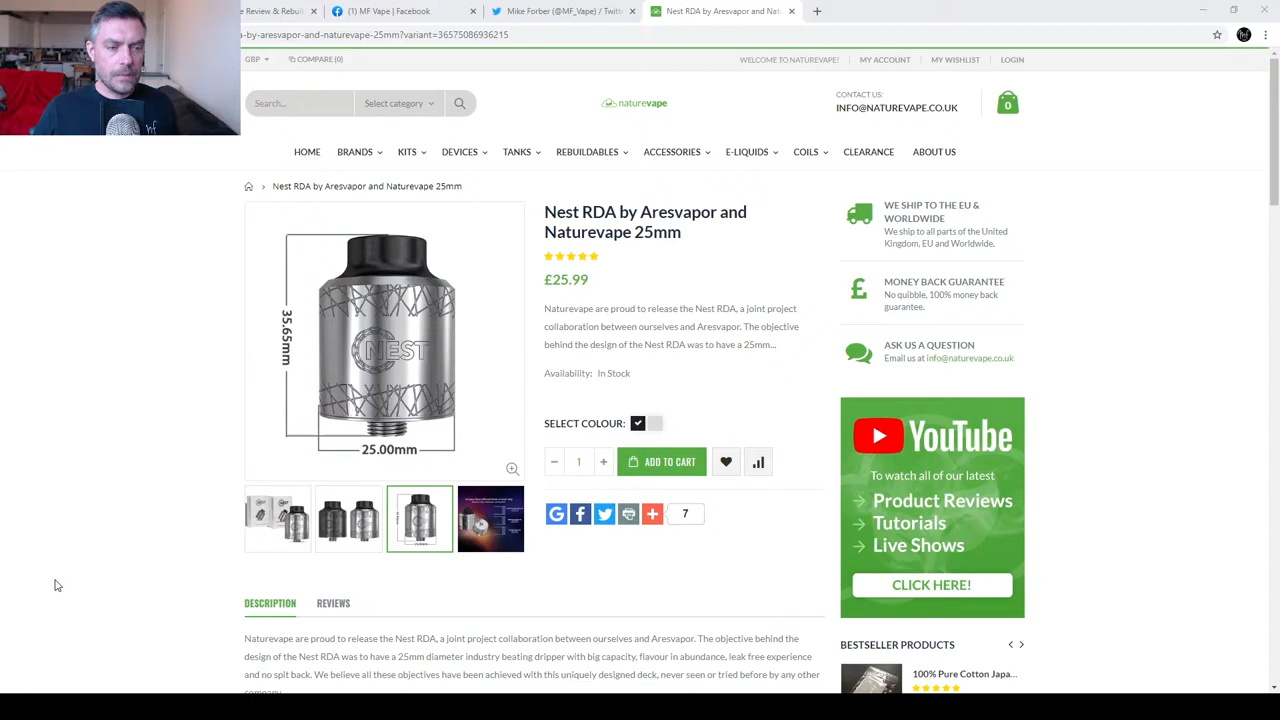 e Review & Rebuil
(1) MF Vape | Facebook
Mike Forber (@MF_Vape) / Twitt
Nest RDA by Aresvapor and Nat
-by-aresvapor-and-naturevape-25mm?variant=36575086936215
GBP
COMPARE (0)
WELCOME TO NATUREVAPE!
MY ACCOUNT
MY WISHLIST
LOGIN
Search...
Select category
naturevape
CONTACT US:
INFO@NATUREVAPE.CO.UK
0
HOME
BRANDS
KITS
DEVICES
TANKS
REBUILDABLES
ACCESSORIES
E-LIQUIDS
COILS
CLEARANCE
ABOUT US
Nest RDA by Aresvapor and Naturevape 25mm
35.65mm
NEST
25.00mm
Nest RDA by Aresvapor and
Naturevape 25mm
£25.99
Naturevape are proud to release the Nest RDA, a joint project
collaboration between ourselves and Aresvapor. The objective
behind the design of the Nest RDA was to have a 25mm...
Availability: In Stock
SELECT COLOUR:
1
ADD TO CART
7
WE SHIP TO THE EU &
WORLDWIDE
We ship to all parts of the United
Kingdom, EU and Worldwide.
MONEY BACK GUARANTEE
No quibble, 100% money back
guarantee.
ASK US A QUESTION
Email us at info@naturevape.co.uk
YouTube
To watch all of our latest
Product Reviews
Tutorials
Live Shows
CLICK HERE!
BESTSELLER PRODUCTS
100% Pure Cotton Japa...
DESCRIPTION
REVIEWS
Naturevape are proud to release the Nest RDA, a joint project collaboration between ourselves and Aresvapor. The objective behind the
design of the Nest RDA was to have a 25mm diameter industry beating dripper with big capacity, flavour in abundance, leak free experience
and no spit back. We believe all these objectives have been achieved with this uniquely designed deck, never seen or tried before by any other
company